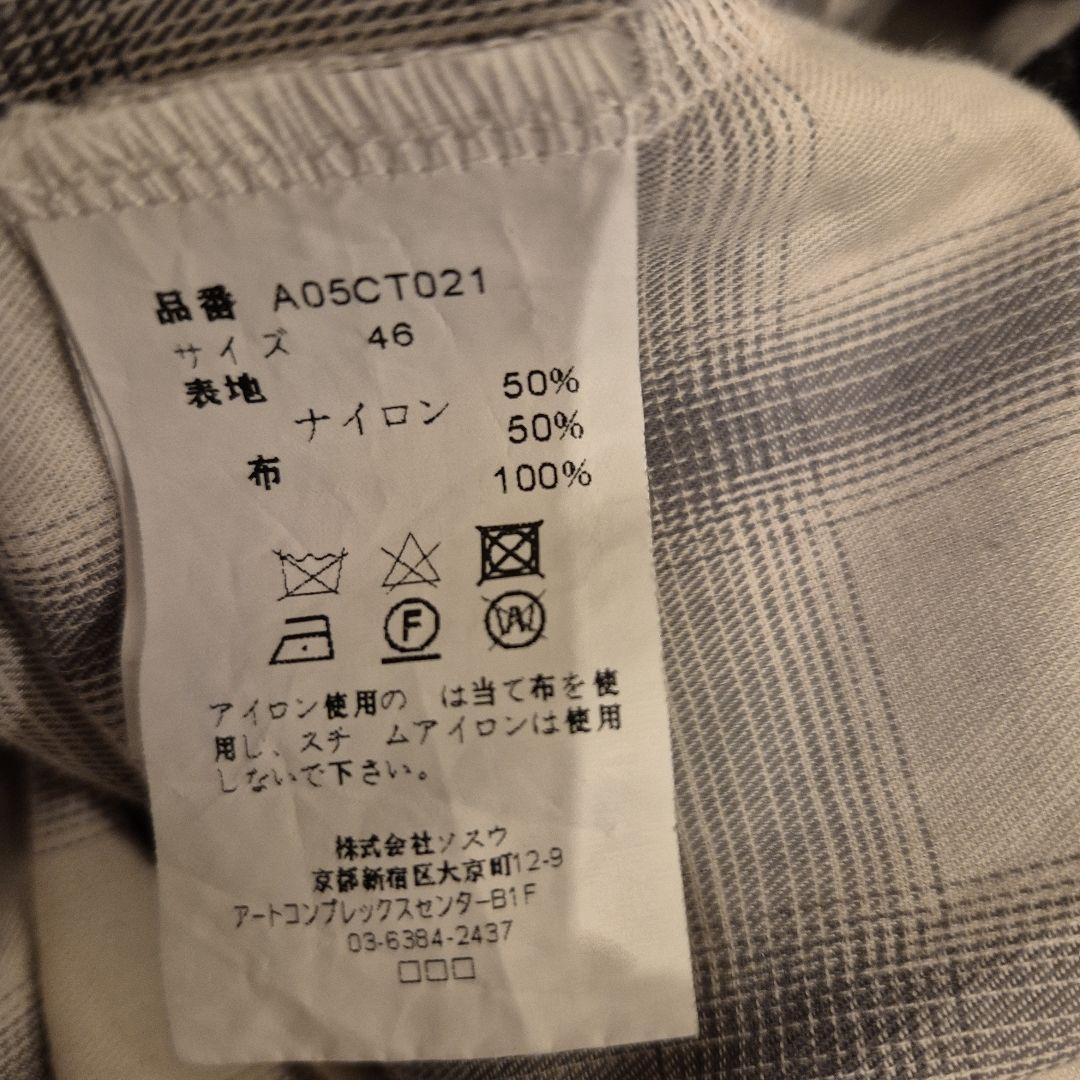 品番 A05CT021
サイズ 46
表地 50%
ナイロン 50%
布 100%
F
W
アイロン使用の は当て布を使
用し、スチ ムアイロンは使用
しないで下さい。
株式会社ソスウ
京都新宿区大京町12-9
アートコンプレックスセンターB1F
03-6384-2437
□□□